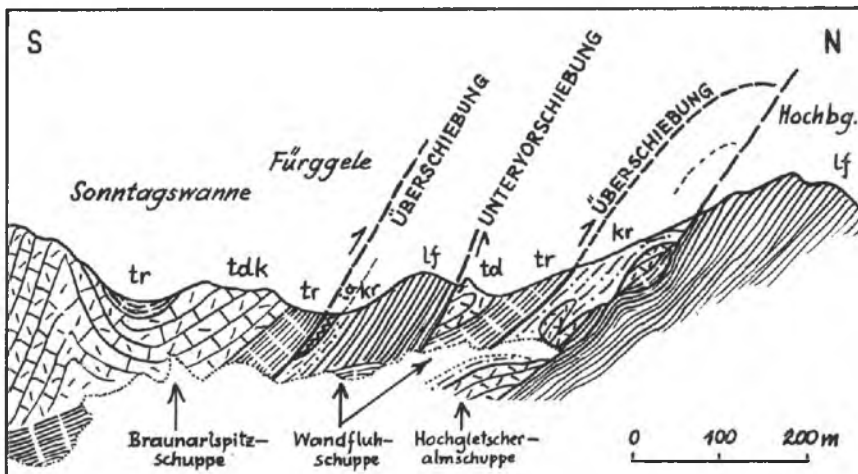 S
N
ÜBERSCHIEBUNG
UNTERVORSCHIEBUNG
ÜBERSCHIEBUNG
Hochbg.
Fürggele
Sonntagswanne
lf
kr
tr
tdk
tr
kr
lf
td
tr
Braunarlspitz-
schuppe
Wandfluh-
schuppe
Hochgletscher-
almschuppe
0 100 200 m